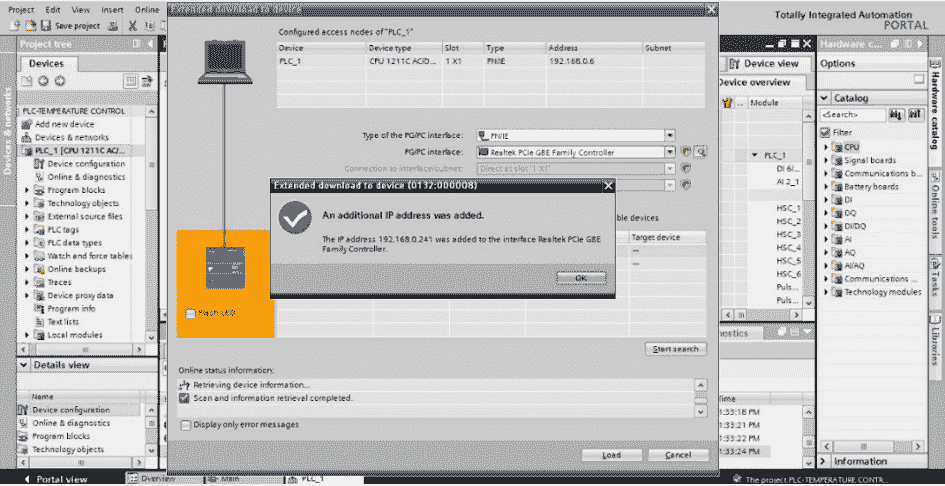 Project Edit View Insert Online
Save project
Totally Integrated Automation
PORTAL
Project tree
Devices
Devices & networks
PLC-TEMPERATURE CONTROL
Add new device
Devices & networks
PLC_1 [CPU 1211C AC/...
Device configuration
Online & diagnostics
Program blocks
Technology objects
External source files
PLC tags
PLC data types
Watch and force tables
Online backups
Traces
Device proxy data
Program info
Text lists
Local modules
Details view
Name
Device configuration
Online & diagnostics
Program blocks
Technology objects
Portal view
Overview
Main
PLC_1
Extended download to device
Configured access nodes of "PLC_1"
Device Device type Slot Type Address Subnet
PLC_1 CPU 1211C AC/D... 1 X1 PN/IE 192.168.0.6
Type of the PG/PC interface: PN/IE
PG/PC interface: Realtek PCIe GBE Family Controller
Connection to interface/subnet: Direct at slot '1 X1'
Extended download to device (0132:000008)
An additional IP address was added.
The IP address 192.168.0.241 was added to the interface Realtek PCIe GBE
Family Controller.
OK
ble devices
Target device
---
---
Flash LED
Start search
Online status information:
Retrieving device information...
Scan and information retrieval completed.
Display only error messages
Load Cancel
Device view
Device overview
... Module
PLC_1
DI 6/...
AI 2_1
HSC_1
HSC_2
HSC_3
HSC_4
HSC_5
HSC_6
Puls...
Puls...
nostics
Time
1:33:18 PM
1:33:21 PM
1:33:22 PM
1:33:24 PM
The project PLC-TEMPERATURE CONTR...
Hardware c...
Options
Catalog
<Search>
Filter
CPU
Signal boards
Communications b...
Battery boards
DI
DQ
DI/DQ
AI
AQ
AI/AQ
Communications ...
Technology modules
Information
Hardware catalog
Online tools
Tasks
Libraries